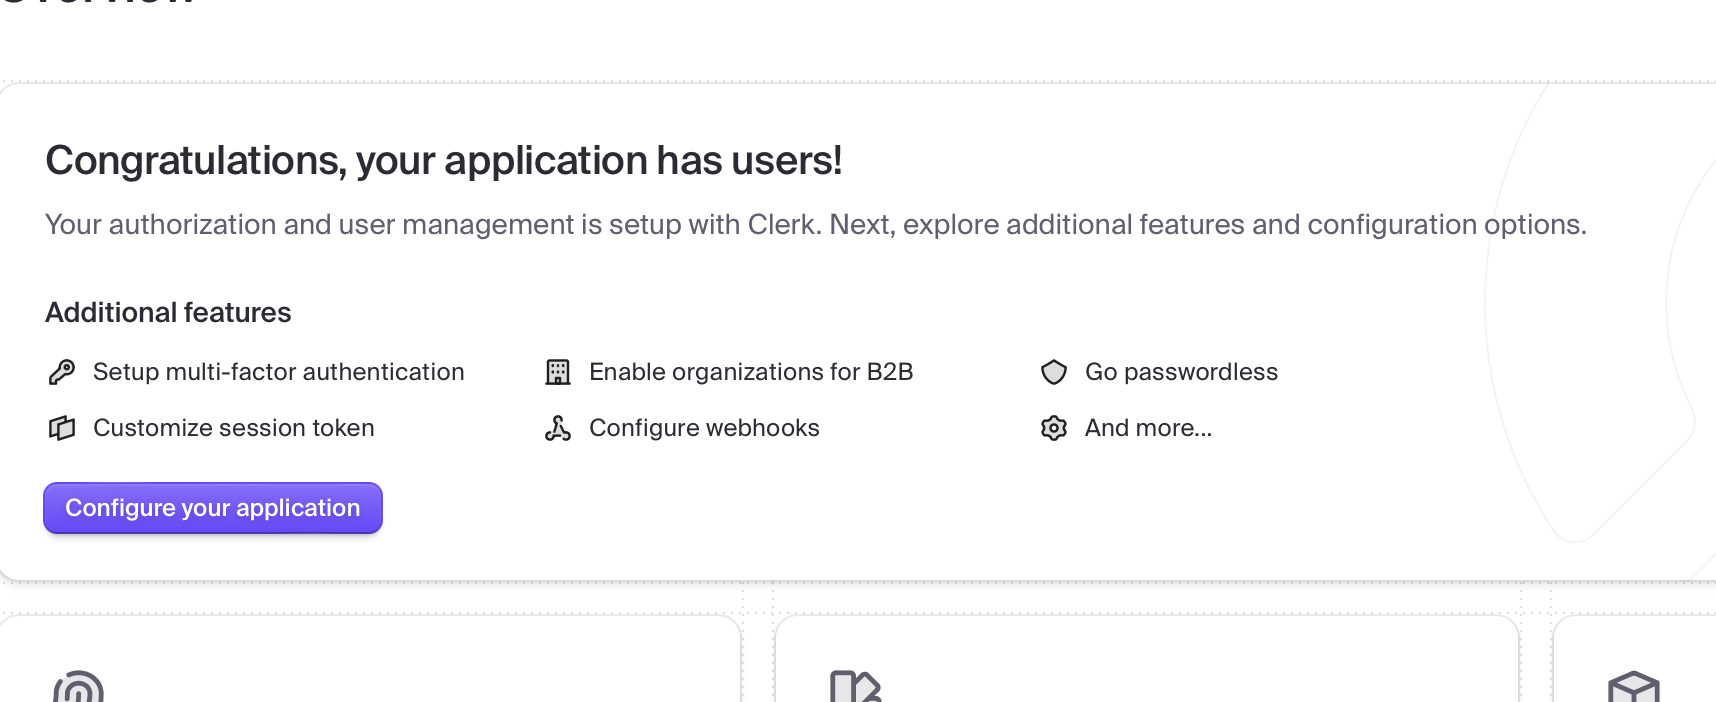 Overview
Congratulations, your application has users!
Your authorization and user management is setup with Clerk. Next, explore additional features and configuration options.
Additional features
Setup multi-factor authentication
Enable organizations for B2B
Go passwordless
Customize session token
Configure webhooks
And more...
Configure your application